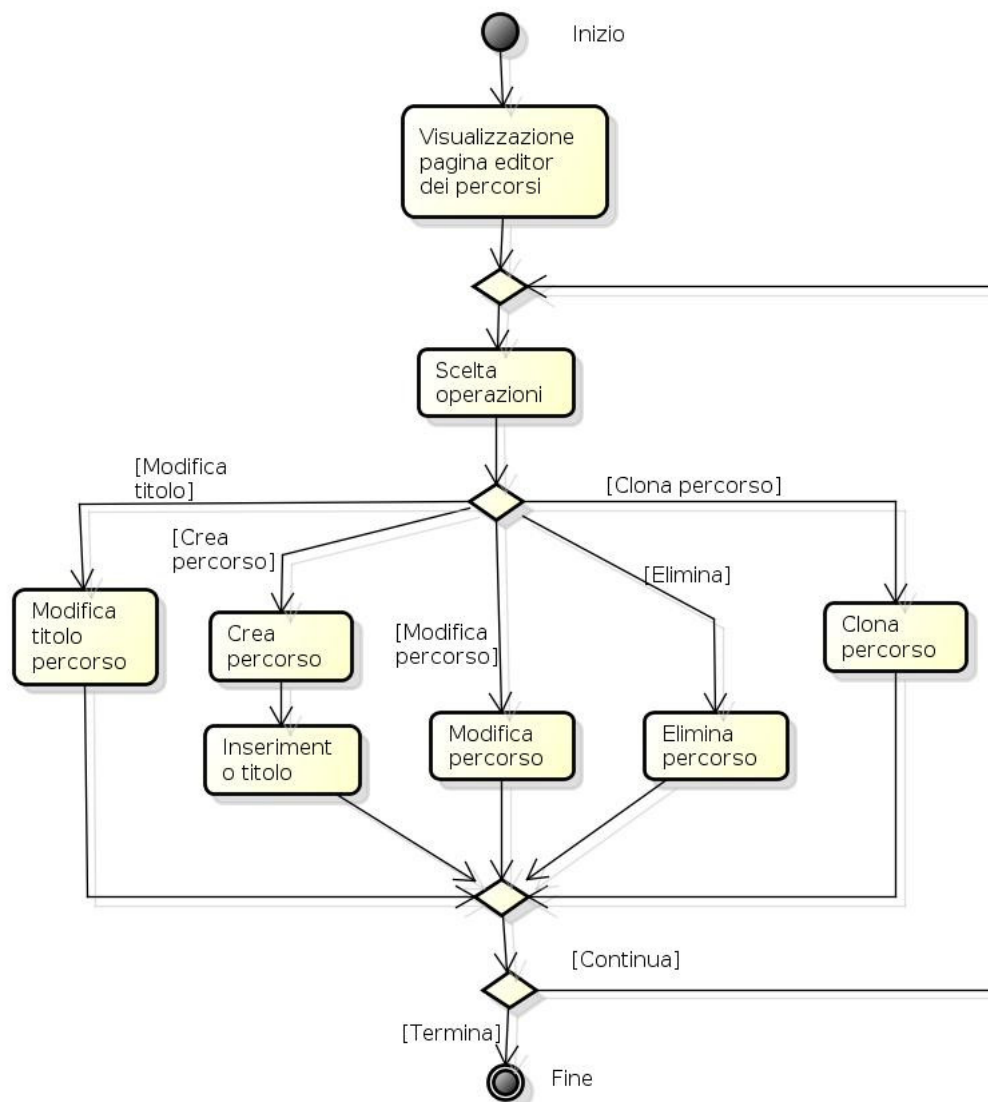 Inizio
Visualizzazione
pagina editor
dei percorsi
Scelta
operazioni
[Modifica
titolo]
[Clona percorso]
[Crea
percorso]
[Elimina]
Modifica
titolo
percorso
Crea
percorso
[Modifica
percorso]
Clona
percorso
Inseriment
o titolo
Modifica
percorso
Elimina
percorso
[Continua]
[Termina]
Fine